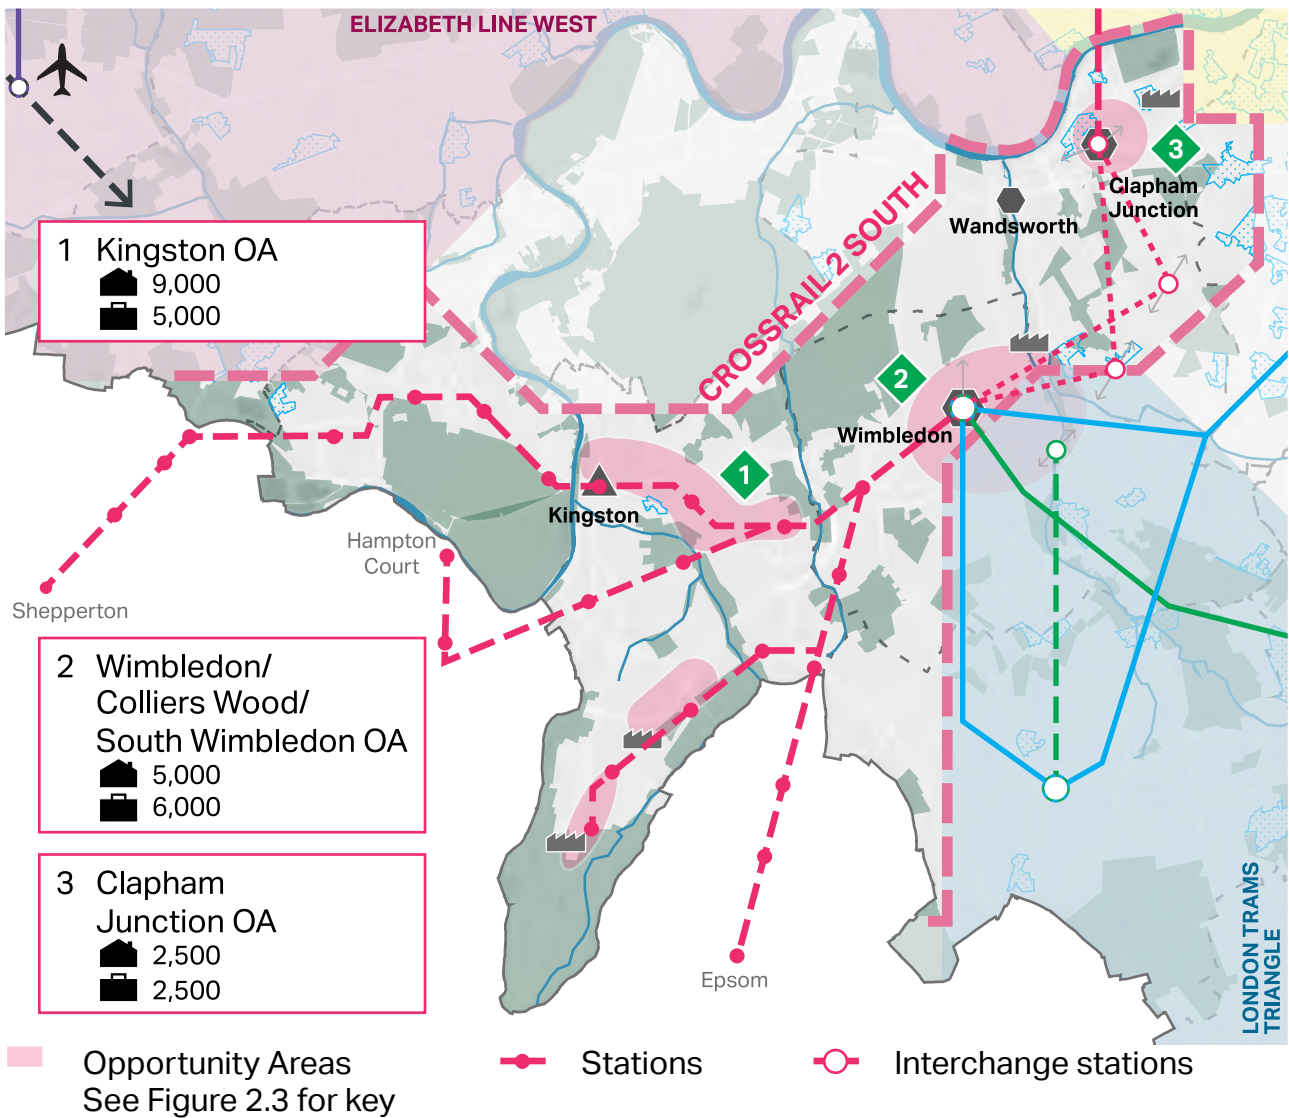 ELIZABETH LINE WEST
3
Clapham
Junction
Wandsworth
CROSSRAIL 2 SOUTH
1 Kingston OA
9,000
5,000
2
Wimbledon
1
Kingston
Hampton
Court
Shepperton
2 Wimbledon/
Colliers Wood/
South Wimbledon OA
5,000
6,000
3 Clapham
Junction OA
2,500
2,500
Epsom
LONDON TRAMS
TRIANGLE
Opportunity Areas
See Figure 2.3 for key
Stations
Interchange stations